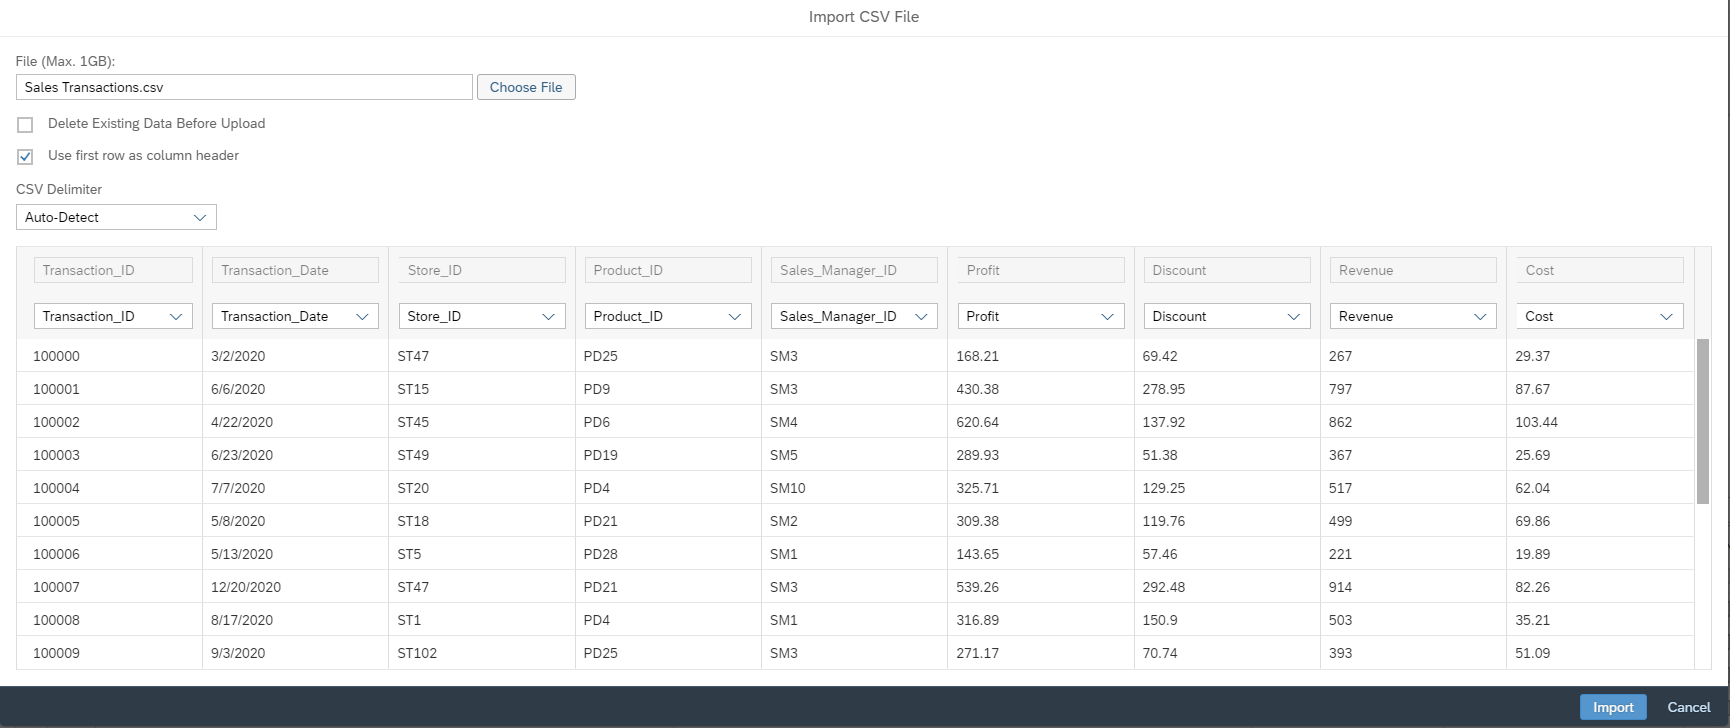 Import CSV File
File (Max. 1GB):
Sales Transactions.csv Choose File
Delete Existing Data Before Upload
Use first row as column header
CSV Delimiter
Auto-Detect
Transaction_ID Transaction_Date Store_ID Product_ID Sales_Manager_ID Profit Discount Revenue Cost
Transaction_ID Transaction_Date Store_ID Product_ID Sales_Manager_ID Profit Discount Revenue Cost
100000 3/2/2020 ST47 PD25 SM3 168.21 69.42 267 29.37
100001 6/6/2020 ST15 PD9 SM3 430.38 278.95 797 87.67
100002 4/22/2020 ST45 PD6 SM4 620.64 137.92 862 103.44
100003 6/23/2020 ST49 PD19 SM5 289.93 51.38 367 25.69
100004 7/7/2020 ST20 PD4 SM10 325.71 129.25 517 62.04
100005 5/8/2020 ST18 PD21 SM2 309.38 119.76 499 69.86
100006 5/13/2020 ST5 PD28 SM1 143.65 57.46 221 19.89
100007 12/20/2020 ST47 PD21 SM3 539.26 292.48 914 82.26
100008 8/17/2020 ST1 PD4 SM1 316.89 150.9 503 35.21
100009 9/3/2020 ST102 PD25 SM3 271.17 70.74 393 51.09
Import Cancel